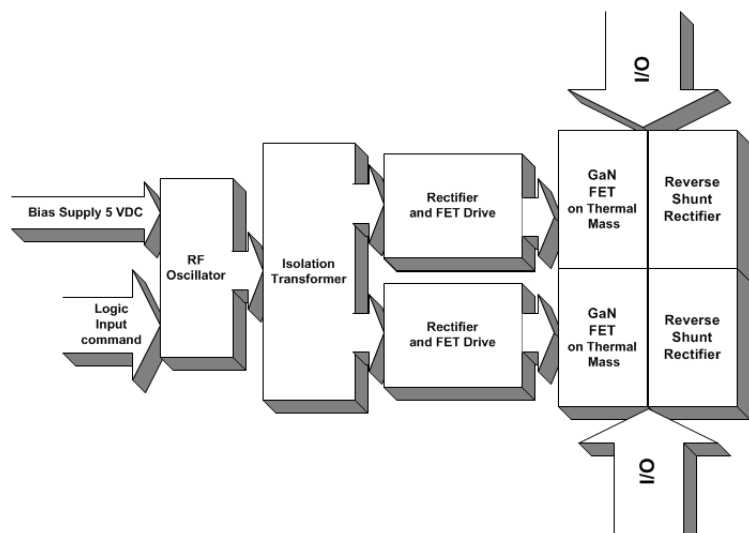 I/O
Bias Supply 5 VDC
Logic
Input
command
RF
Oscillator
Isolation
Transformer
Rectifier
and FET Drive
Rectifier
and FET Drive
GaN
FET
on Thermal
Mass
Reverse
Shunt
Rectifier
GaN
FET
on Thermal
Mass
Reverse
Shunt
Rectifier
I/O